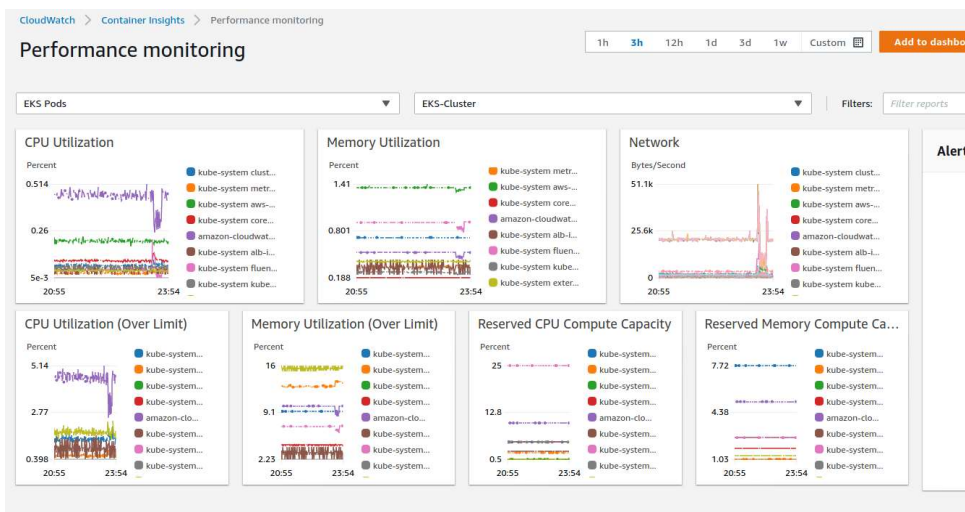 CloudWatch > Container Insights > Performance monitoring
Performance monitoring
1h 3h 12h 1d 3d 1w Custom
Add to dashbo
EKS Pods
EKS-Cluster
Filters:
Filter reports
CPU Utilization
Percent
0.514
0.26
5e-3
20:55
23:54
kube-system clust...
kube-system metr...
kube-system aws-...
kube-system core...
amazon-cloudwat...
kube-system alb-i...
kube-system fluen...
kube-system kube...
Memory Utilization
Percent
1.41
0.801
0.188
20:55
23:54
kube-system metr...
kube-system aws-...
kube-system core...
amazon-cloudwat...
kube-system alb-i...
kube-system fluen...
kube-system kube...
kube-system exter...
Network
Bytes/Second
51.1k
25.6k
0
20:55
23:54
kube-system clust...
kube-system metr...
kube-system aws-...
kube-system core...
amazon-cloudwat...
kube-system alb-i...
kube-system fluen...
kube-system kube...
Alert
CPU Utilization (Over Limit)
Percent
5.14
2.77
0.398
20:55
23:54
kube-system...
kube-system...
kube-system...
kube-system...
amazon-clo...
kube-system...
kube-system...
kube-system...
Memory Utilization (Over Limit)
Percent
16
9.1
2.23
20:55
23:54
kube-system...
kube-system...
kube-system...
kube-system...
amazon-clo...
kube-system...
kube-system...
kube-system...
Reserved CPU Compute Capacity
Percent
25
12.8
0.5
20:55
23:54
kube-system...
kube-system...
kube-system...
kube-system...
amazon-clo...
kube-system...
kube-system...
kube-system...
Reserved Memory Compute Ca...
Percent
7.72
4.38
1.03
20:55
23:54
kube-system...
kube-system...
kube-system...
kube-system...
amazon-clo...
kube-system...
kube-system...
kube-system...